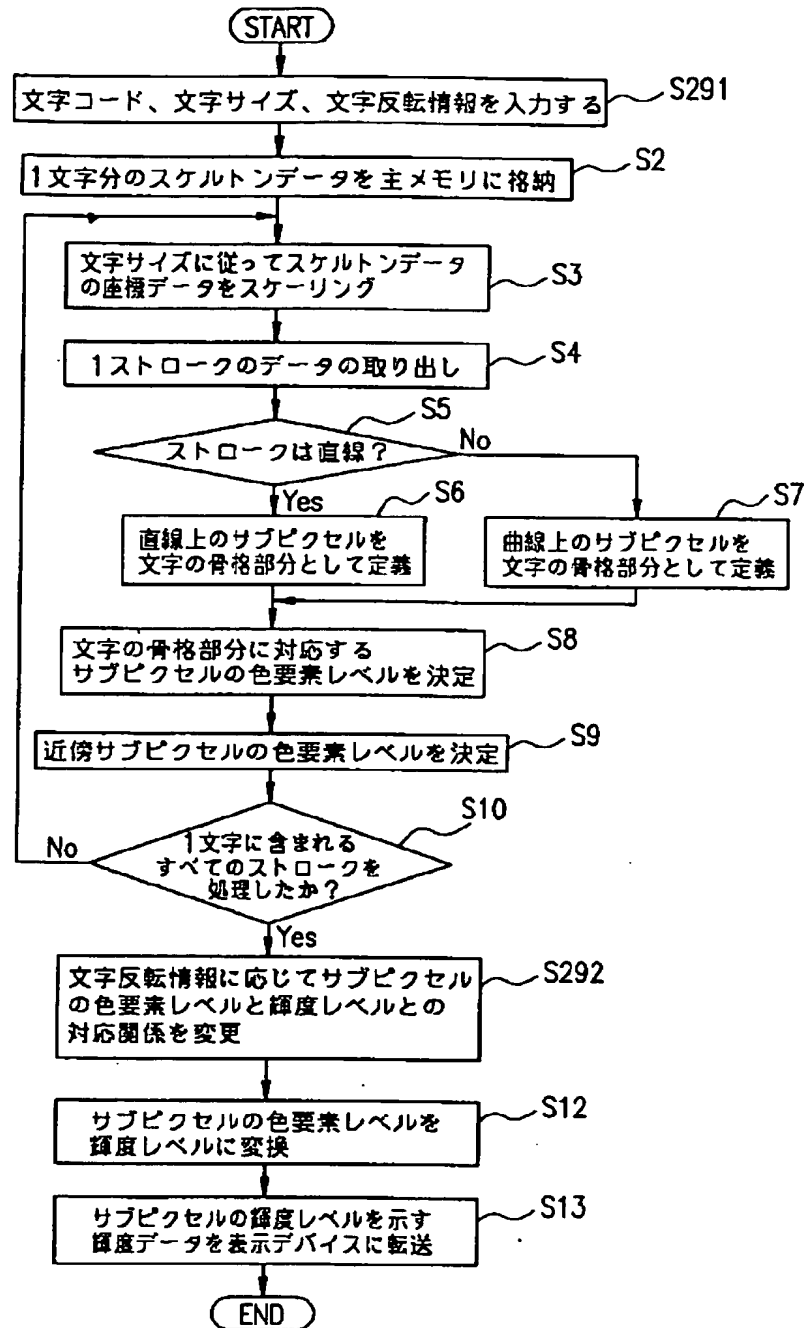 START
文字コード、文字サイズ、文字反転情報を入力する
S291
1文字分のスケルトンデータを主メモリに格納
S2
文字サイズに従ってスケルトンデータ
の座標データをスケーリング
S3
1ストロークのデータの取り出し
S4
S5
ストロークは直線？
No
Yes
S6
直線上のサブピクセルを
文字の骨格部分として定義
S7
曲線上のサブピクセルを
文字の骨格部分として定義
文字の骨格部分に対応する
サブピクセルの色要素レベルを決定
S8
近傍サブピクセルの色要素レベルを決定
S9
S10
1文字に含まれる
すべてのストロークを
処理したか？
No
Yes
文字反転情報に応じてサブピクセル
の色要素レベルと輝度レベルとの
対応関係を変更
S292
サブピクセルの色要素レベルを
輝度レベルに変換
S12
サブピクセルの輝度レベルを示す
輝度データを表示デバイスに転送
S13
END